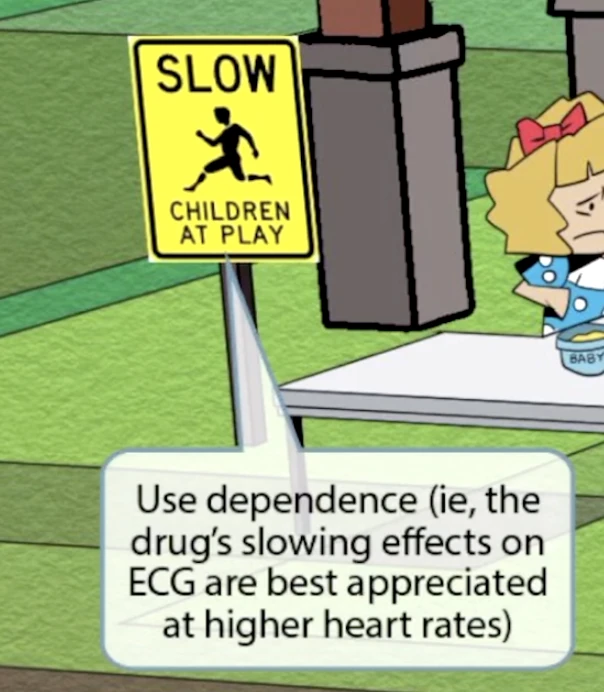 SLOW
CHILDREN
AT PLAY
BABY
Use dependence (ie, the
drug's slowing effects on
ECG are best appreciated
at higher heart rates)